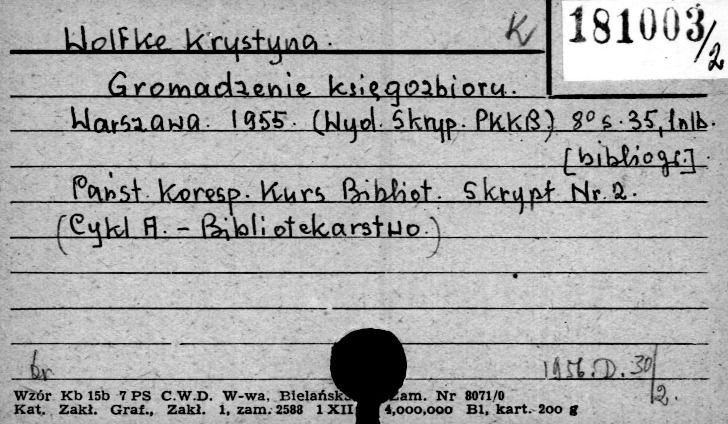 Wolfke Krystyna. K 181003/2
Gromadzenie księgozbioru.
Warszawa. 1955. (Wyd. Skryp. PKKB) 8° s. 35, 1 nlb.
[bibliogr.]
Państ. Koresp. Kurs Bibliot. Skrypt Nr. 2.
(Cykl A. - Bibliotekarstwo.)
br 1956. D. 30/2.
Wzór Kb 15b 7 PS C.W.D. W-wa, Bielańska Zam. Nr 8071/0
Kat. Zakł. Graf., Zakł. 1, zam. 2588 1 XII 4,000,000 B1, kart. 200 g